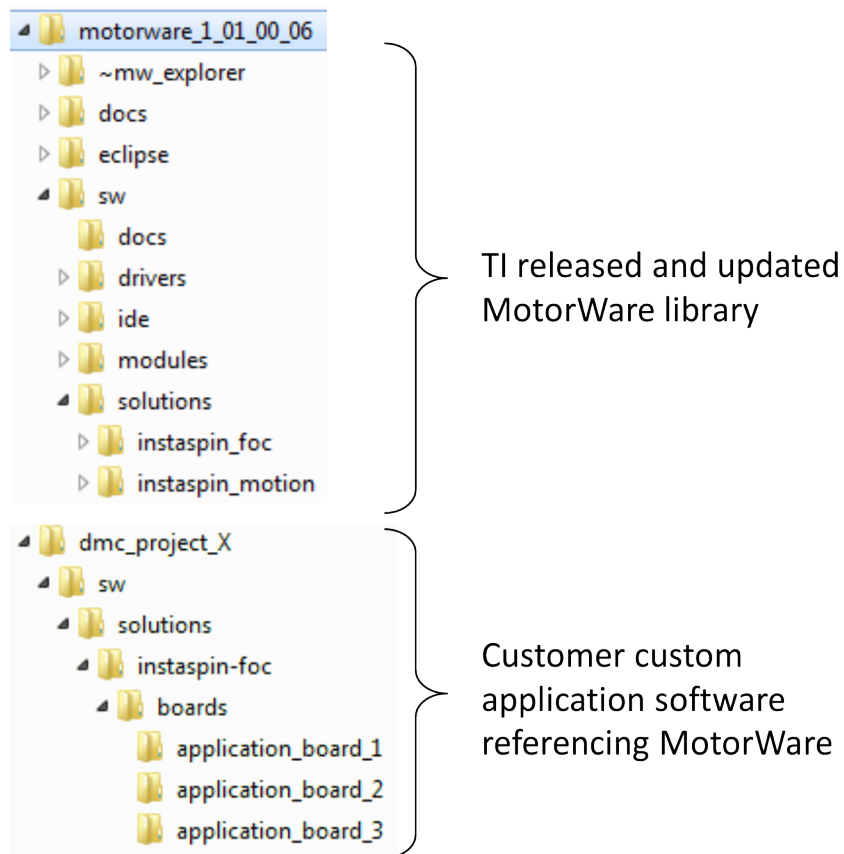 motorware_1_01_00_06
~mw_explorer
docs
eclipse
sw
docs
drivers
ide
modules
solutions
instaspin_foc
instaspin_motion
TI released and updated
MotorWare library
dmc_project_X
sw
solutions
instaspin-foc
boards
application_board_1
application_board_2
application_board_3
Customer custom
application software
referencing MotorWare